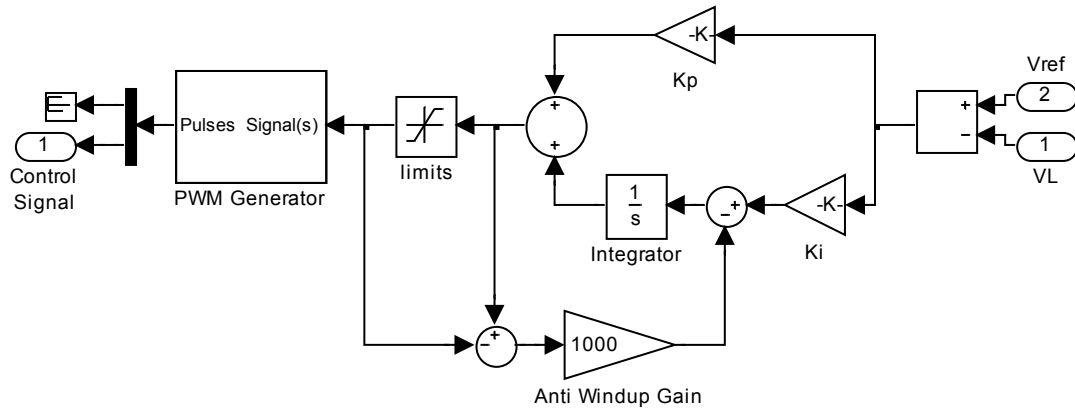 -K-
Kp
Vref
2
1
VL
+
−
+
+
Pulses Signal(s)
PWM Generator
1
Control
Signal
limits
1
s
Integrator
−
+
-K-
Ki
+
−
1000
Anti Windup Gain